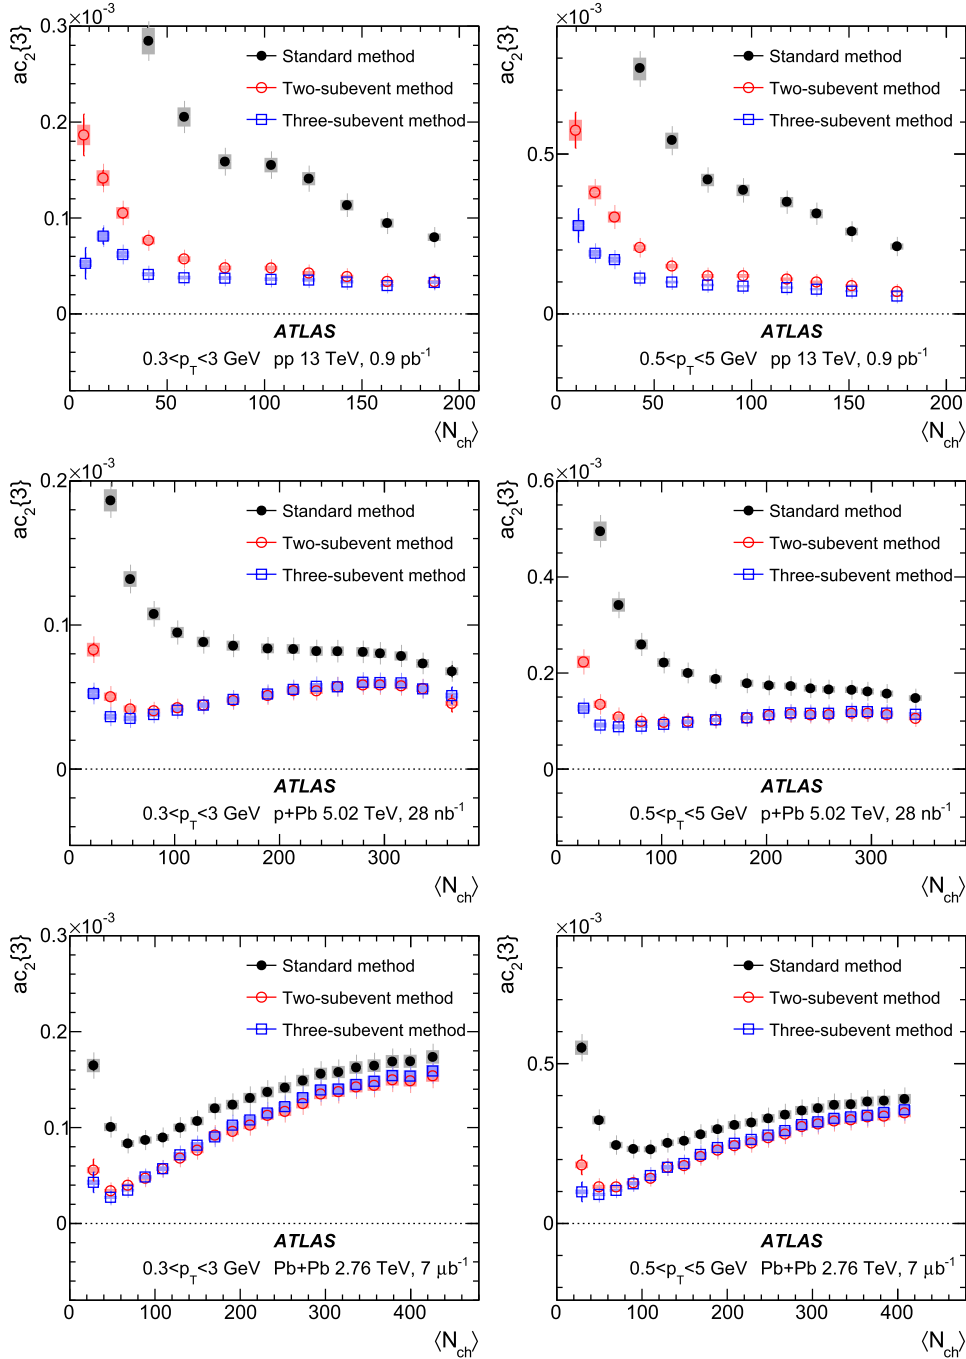 ×10⁻³
ac₂{3}
0.3
0.2
0.1
0
Standard method
Two-subevent method
Three-subevent method
ATLAS
0.3<p_T<3 GeV pp 13 TeV, 0.9 pb⁻¹
0 50 100 150 200
⟨N_ch⟩
×10⁻³
ac₂{3}
0.5
0
Standard method
Two-subevent method
Three-subevent method
ATLAS
0.5<p_T<5 GeV pp 13 TeV, 0.9 pb⁻¹
0 50 100 150 200
⟨N_ch⟩
×10⁻³
ac₂{3}
0.2
0.1
0
Standard method
Two-subevent method
Three-subevent method
ATLAS
0.3<p_T<3 GeV p+Pb 5.02 TeV, 28 nb⁻¹
0 100 200 300
⟨N_ch⟩
×10⁻³
ac₂{3}
0.6
0.4
0.2
0
Standard method
Two-subevent method
Three-subevent method
ATLAS
0.5<p_T<5 GeV p+Pb 5.02 TeV, 28 nb⁻¹
0 100 200 300
⟨N_ch⟩
×10⁻³
ac₂{3}
0.3
0.2
0.1
0
Standard method
Two-subevent method
Three-subevent method
ATLAS
0.3<p_T<3 GeV Pb+Pb 2.76 TeV, 7 μb⁻¹
0 100 200 300 400
⟨N_ch⟩
×10⁻³
ac₂{3}
0.5
0
Standard method
Two-subevent method
Three-subevent method
ATLAS
0.5<p_T<5 GeV Pb+Pb 2.76 TeV, 7 μb⁻¹
0 100 200 300 400
⟨N_ch⟩